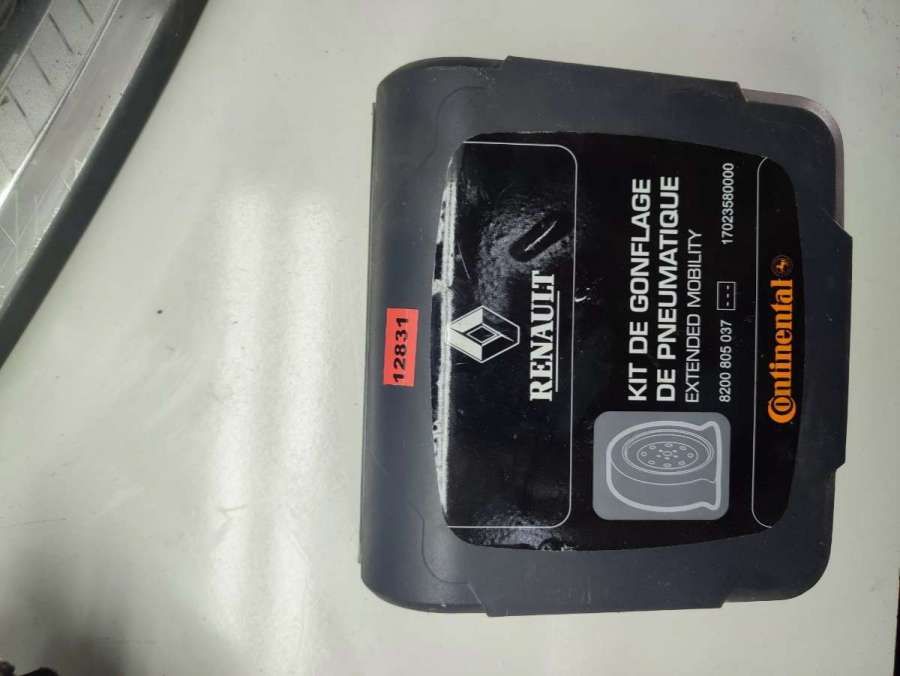 12831
RENAULT
KIT DE GONFLAGE
DE PNEUMATIQUE
EXTENDED MOBILITY
8200 805 037 --- 17023580000
Continental